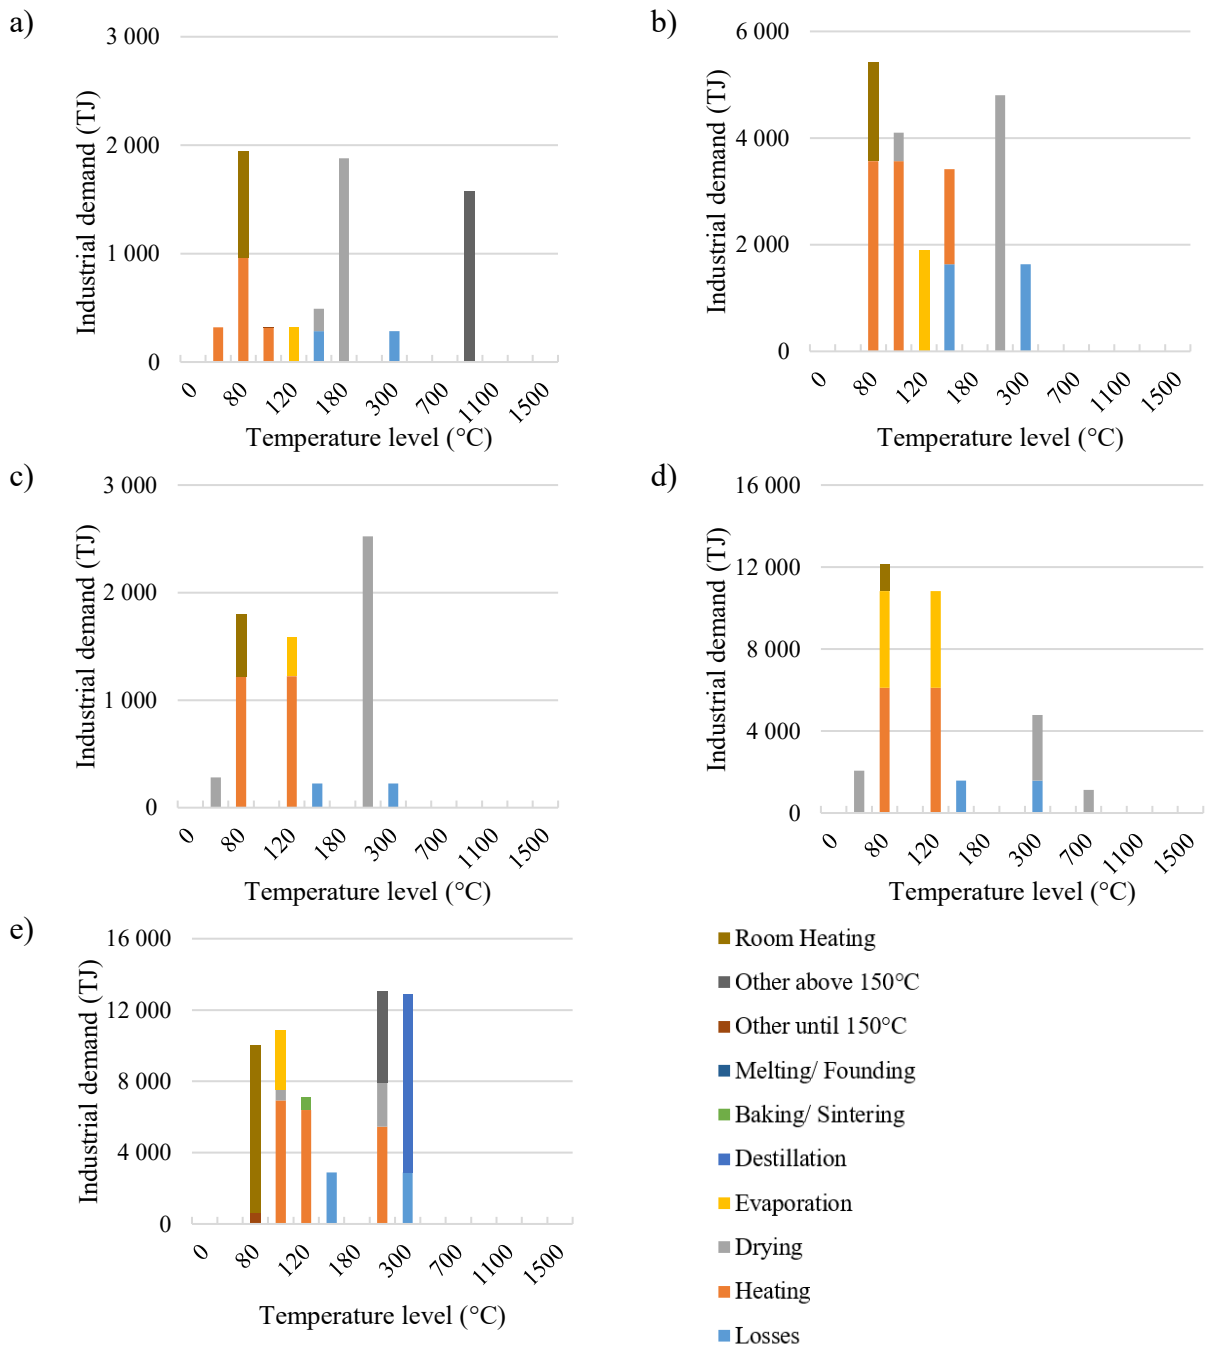 a)
3 000
2 000
1 000
0
Industrial demand (TJ)
0 80 120 180 300 700 1100 1500
Temperature level (°C)
b)
6 000
4 000
2 000
0
Industrial demand (TJ)
0 80 120 180 300 700 1100 1500
Temperature level (°C)
c)
3 000
2 000
1 000
0
Industrial demand (TJ)
0 80 120 180 300 700 1100 1500
Temperature level (°C)
d)
16 000
12 000
8 000
4 000
0
Industrial demand (TJ)
0 80 120 180 300 700 1100 1500
Temperature level (°C)
e)
16 000
12 000
8 000
4 000
0
Industrial demand (TJ)
0 80 120 180 300 700 1100 1500
Temperature level (°C)
Room Heating
Other above 150°C
Other until 150°C
Melting/ Founding
Baking/ Sintering
Destillation
Evaporation
Drying
Heating
Losses